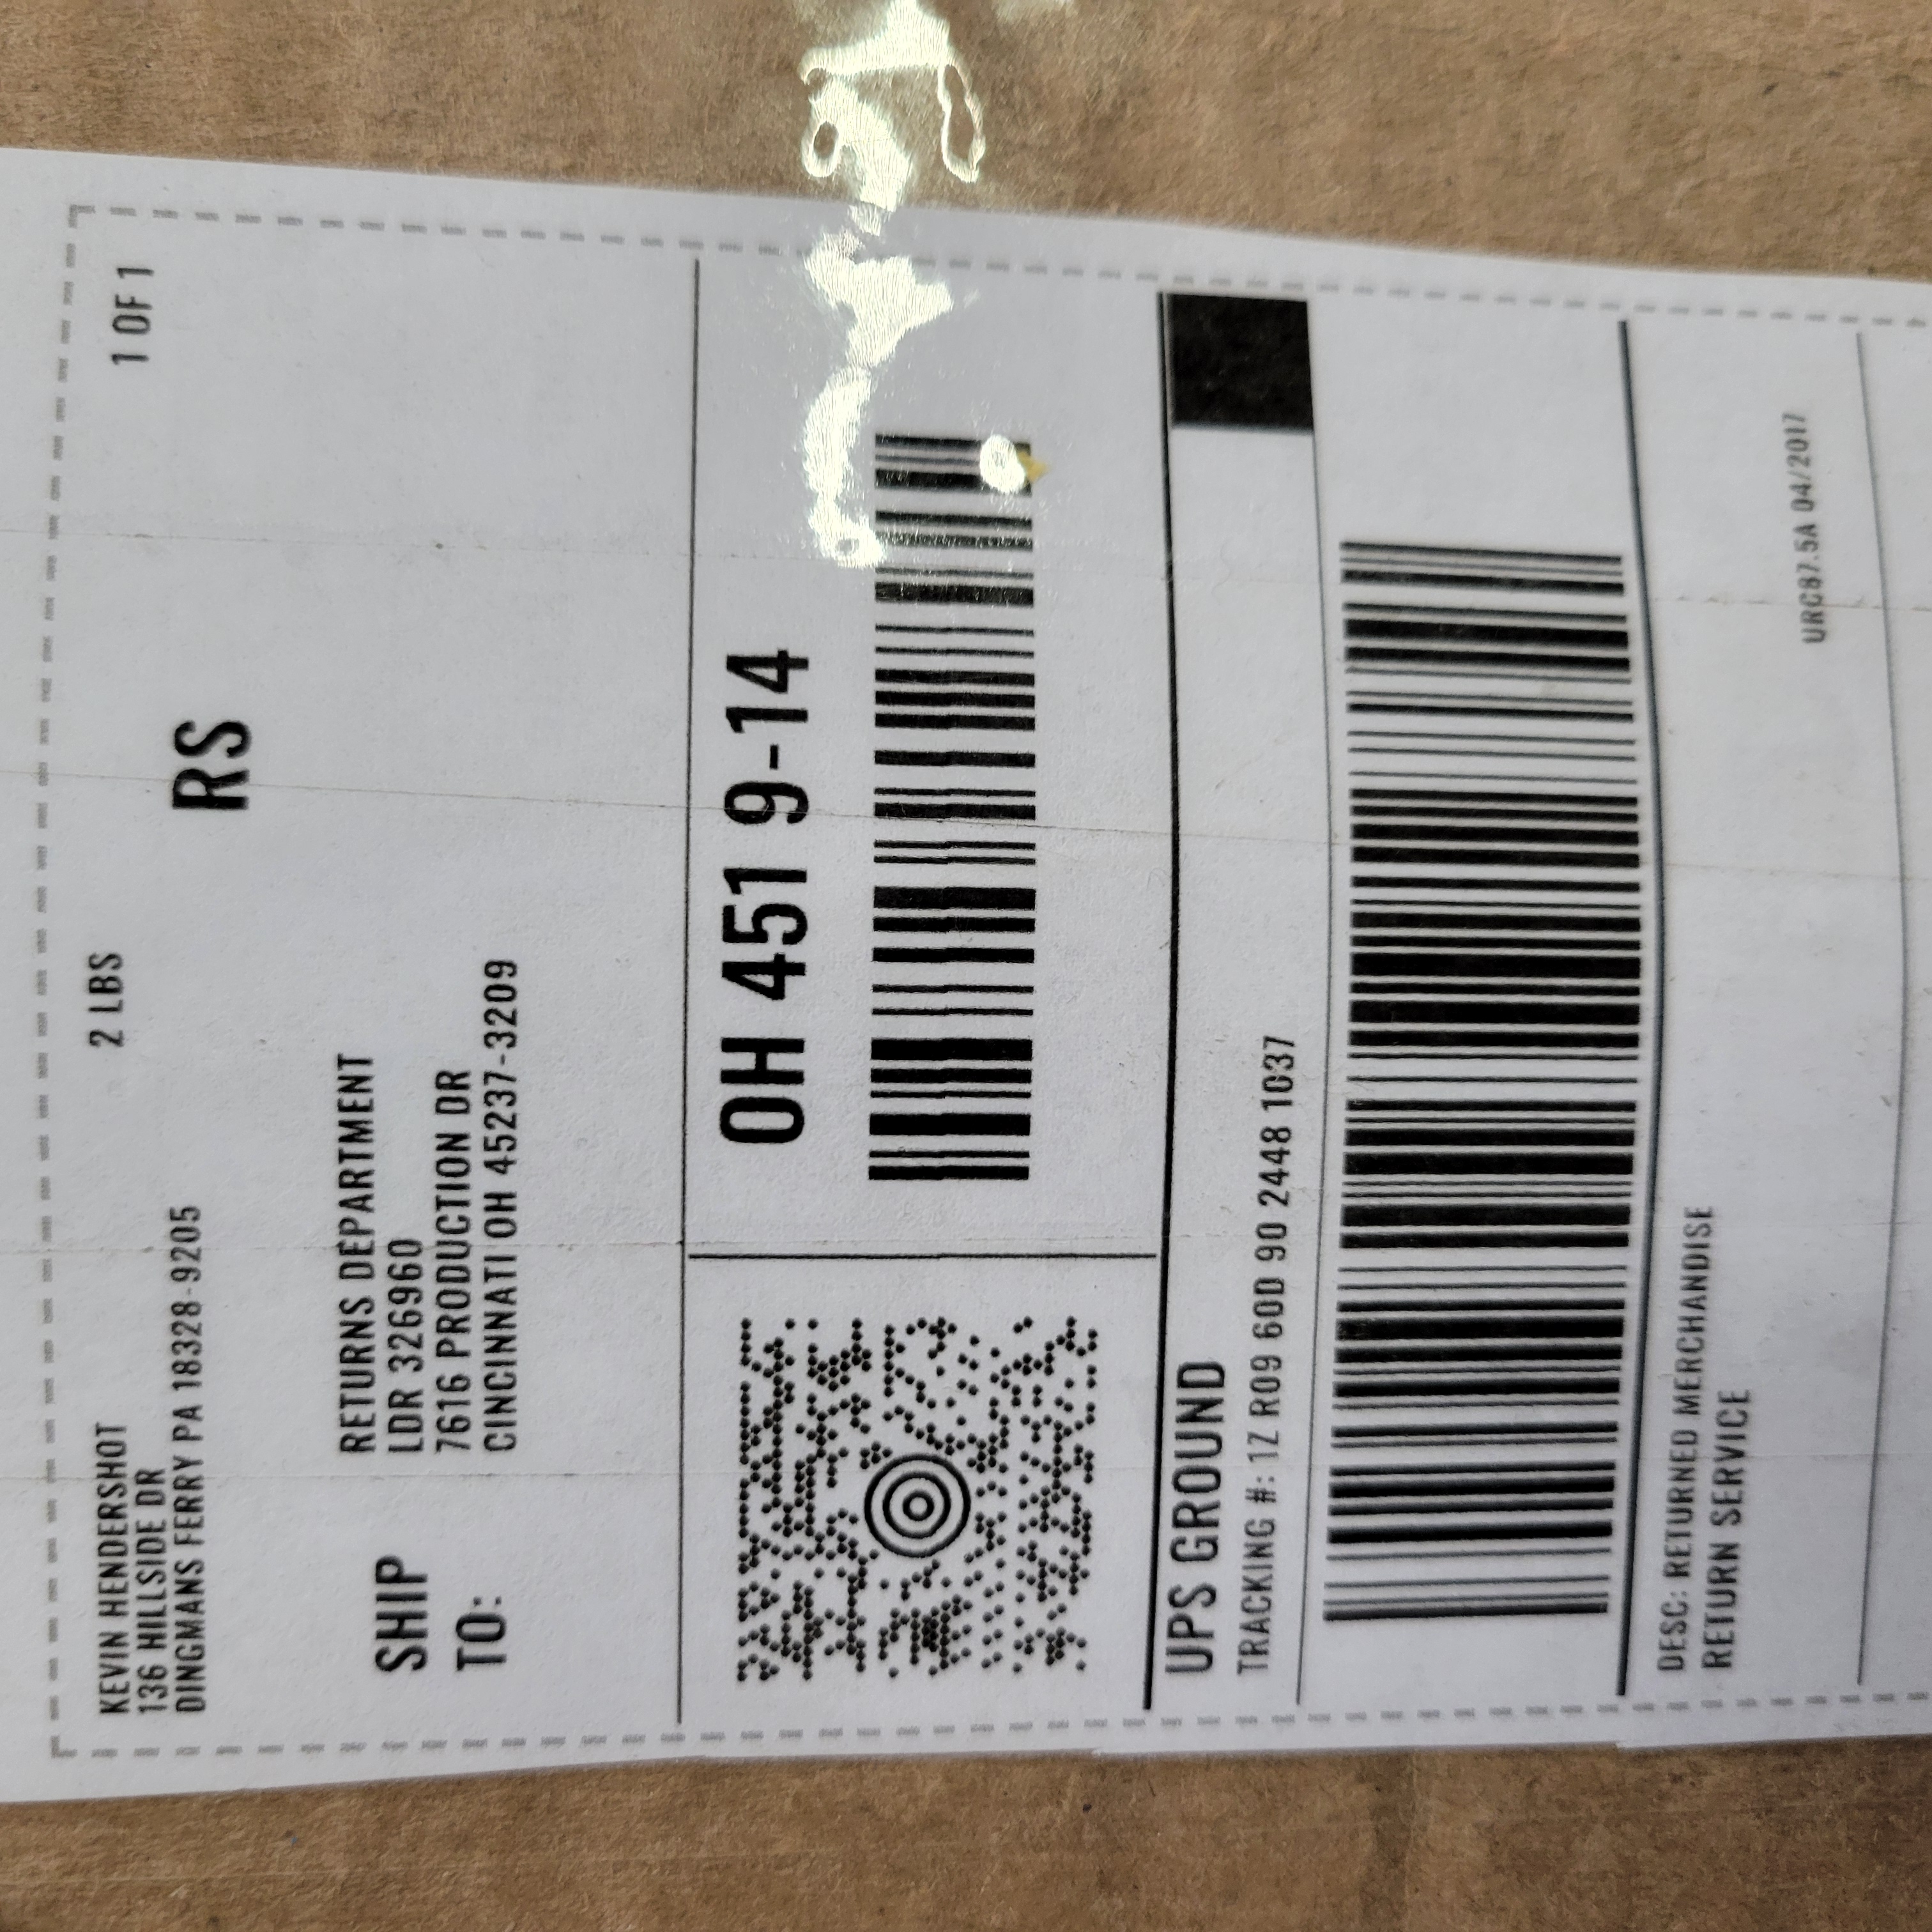 KEVIN HENDERSHOT
136 HILLSIDE DR
DINGMANS FERRY PA 18328-9205
2 LBS
1 OF 1
RS
SHIP
TO:
RETURNS DEPARTMENT
LDR 326960
7616 PRODUCTION DR
CINCINNATI OH 45237-3209
OH 451 9-14
UPS GROUND
TRACKING #: 1Z R09 60D 90 2448 1037
DESC: RETURNED MERCHANDISE
RETURN SERVICE
URC87.5A 04/2017